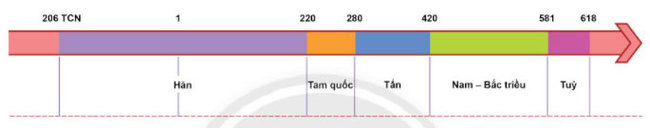 206 TCN 1 220 280 420 581 618
Hán Tam quốc Tấn Nam – Bắc triều Tuỳ